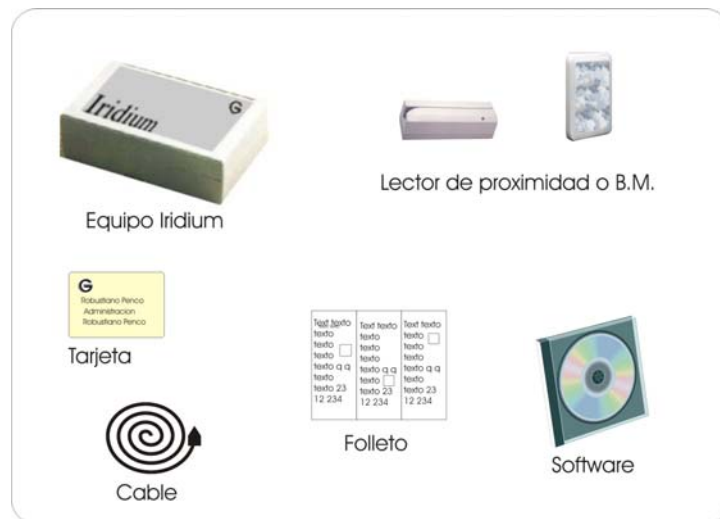 Iridium
G
Equipo Iridium
Lector de proximidad o B.M.
G
Robustiano Penco
Administracion
Robustiano Penco
Tarjeta
Text texto
texto
texto
texto
texto q q
texto
texto 23
12 234
Text texto
texto
texto
texto
texto q q
texto
texto 23
12 234
Text texto
texto
texto
texto
texto q q
texto
texto 23
12 234
Folleto
Cable
Software